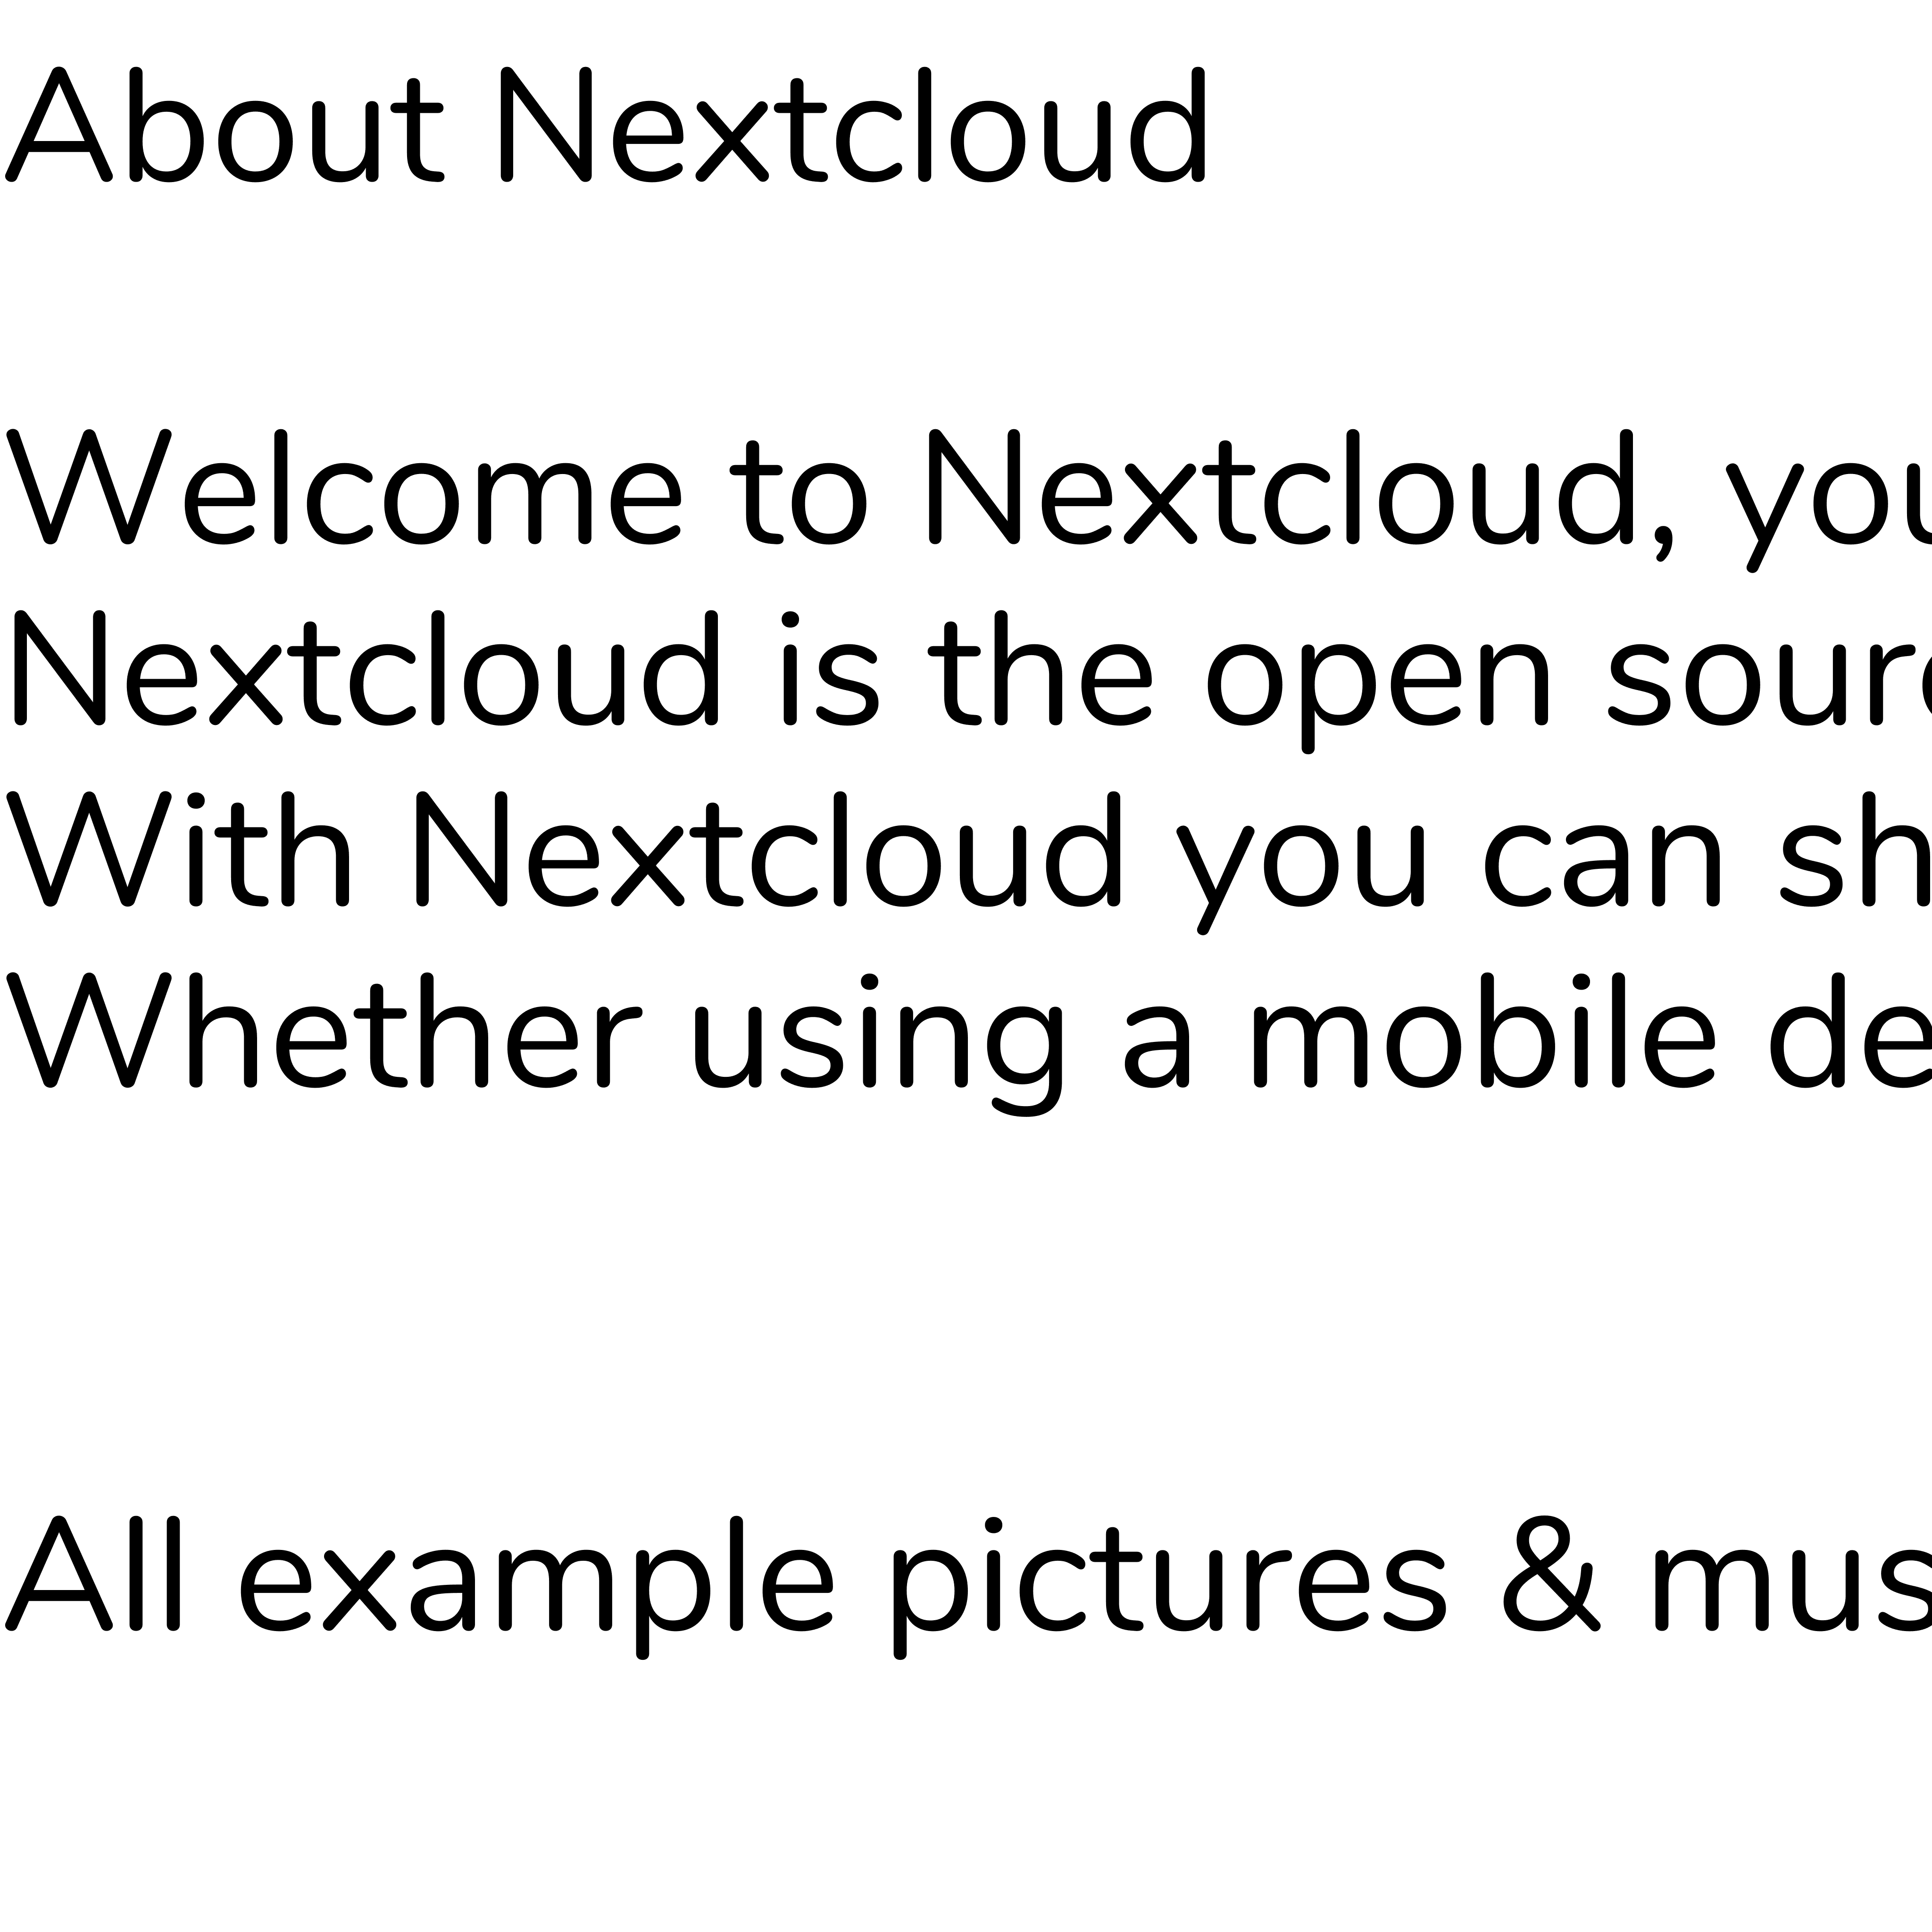 About Nextcloud
Welcome to Nextcloud, you
Nextcloud is the open sourc
With Nextcloud you can sh
Whether using a mobile de
All example pictures & mus